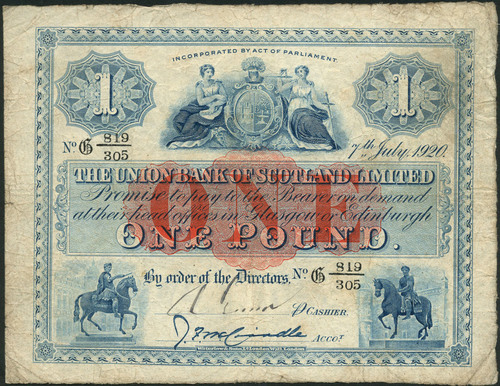 INCORPORATED BY ACT OF PARLIAMENT
1 1
No G 819/305 7th July, 1920.
THE UNION BANK OF SCOTLAND LIMITED
ONE
Promise to pay to the Bearer on demand
at their head offices in Glasgow or Edinburgh
ONE POUND.
By order of the Directors. No G 819/305
P CASHIER.
ACCOT.